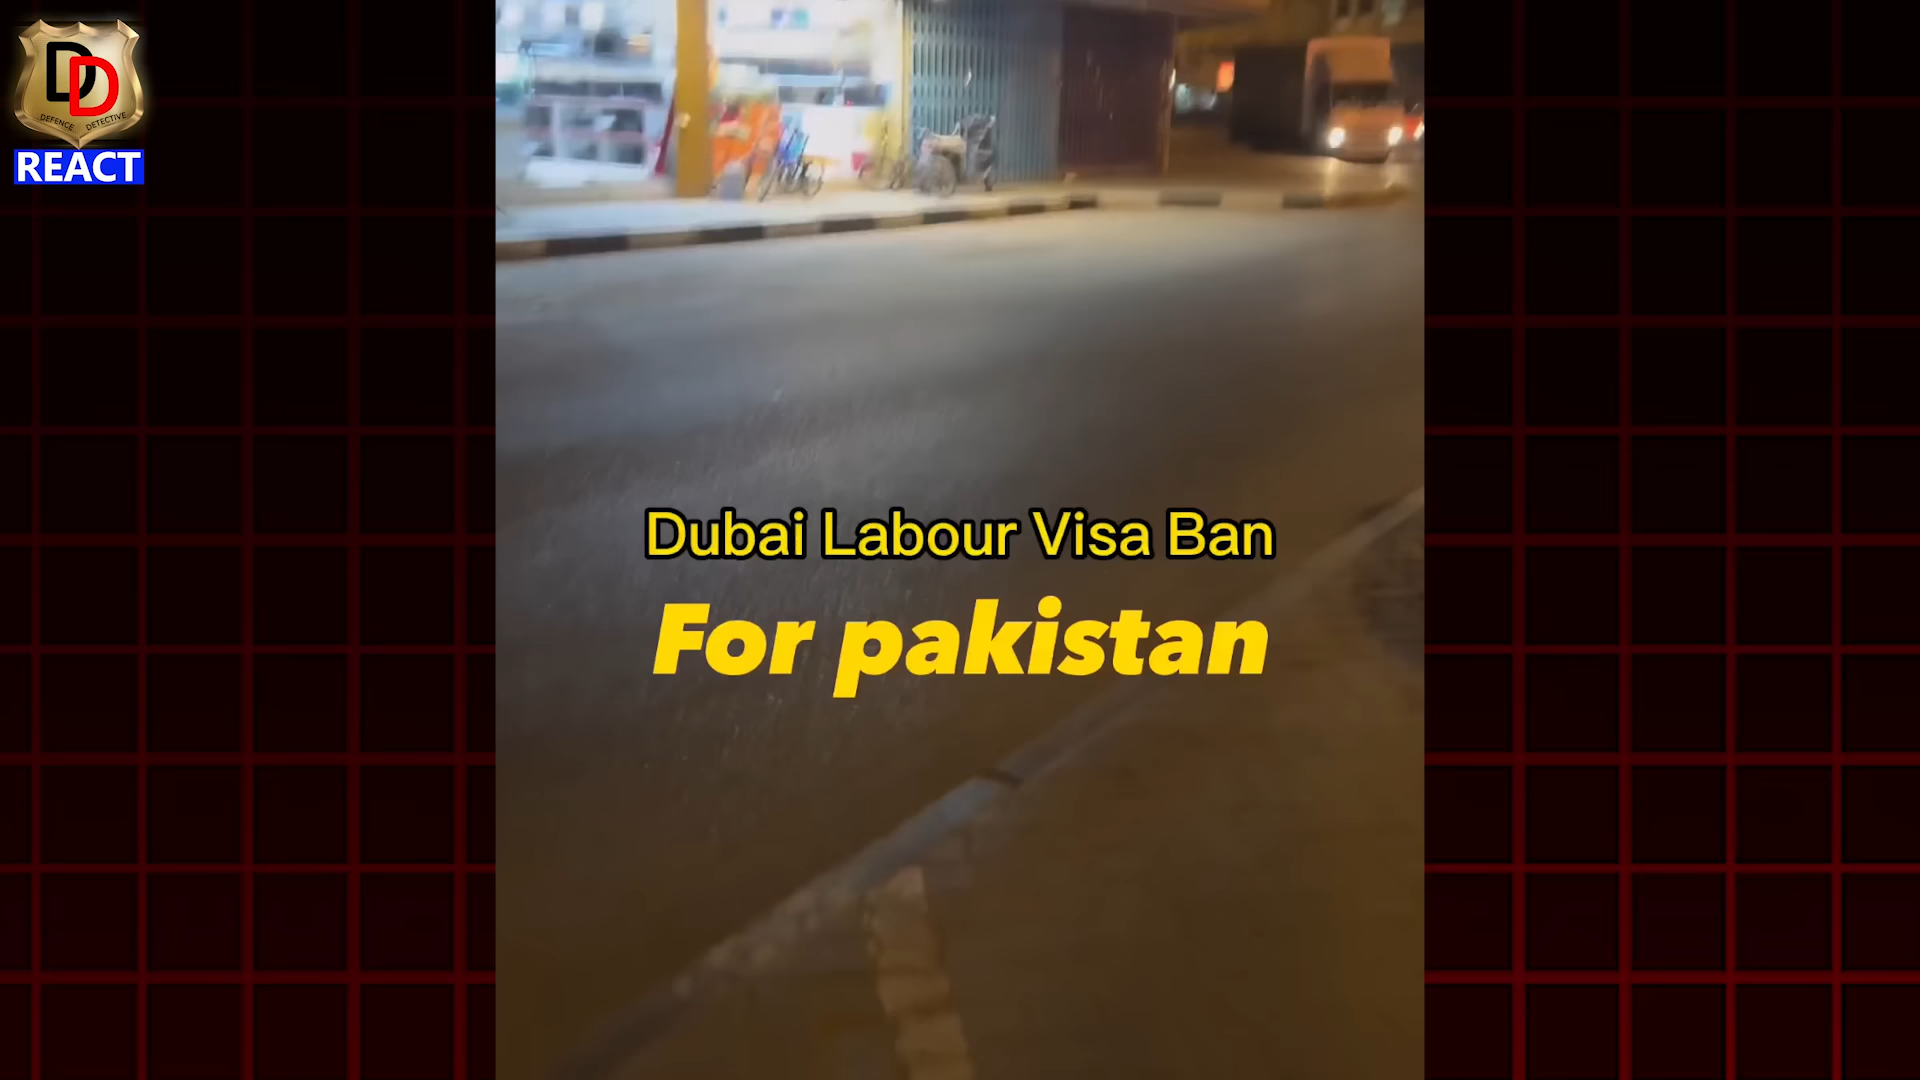 DD
DEFENCE DETECTIVE
REACT
Dubai Labour Visa Ban
For pakistan